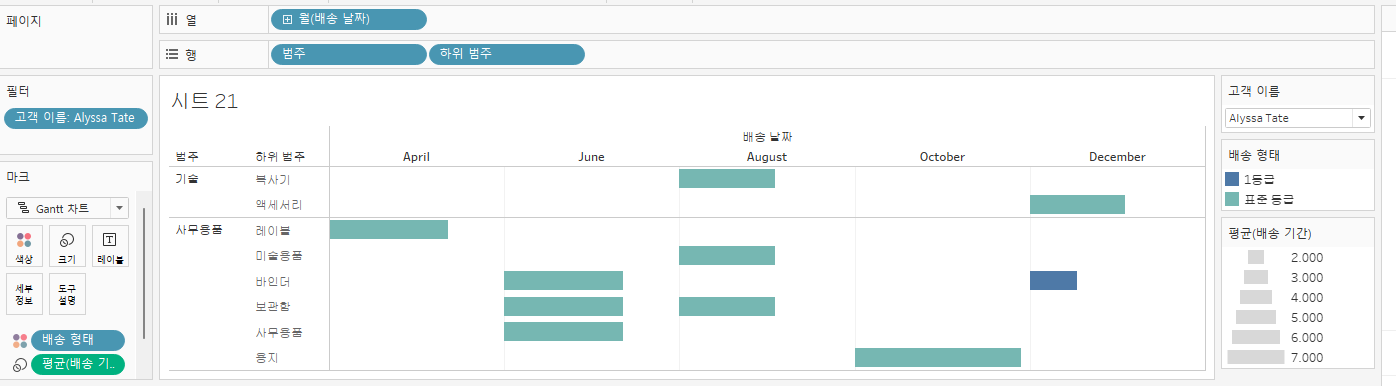 페이지
열
월(배송 날짜)
행
범주
하위 범주
필터
고객 이름: Alyssa Tate
마크
Gantt 차트
색상
크기
레이블
세부
정보
도구
설명
배송 형태
평균(배송 기..
시트 21
배송 날짜
범주
하위 범주
April
June
August
October
December
기술
복사기
액세서리
사무용품
레이블
미술용품
바인더
보관함
사무용품
용지
고객 이름
Alyssa Tate
배송 형태
1등급
표준 등급
평균(배송 기간)
2.000
3.000
4.000
5.000
6.000
7.000